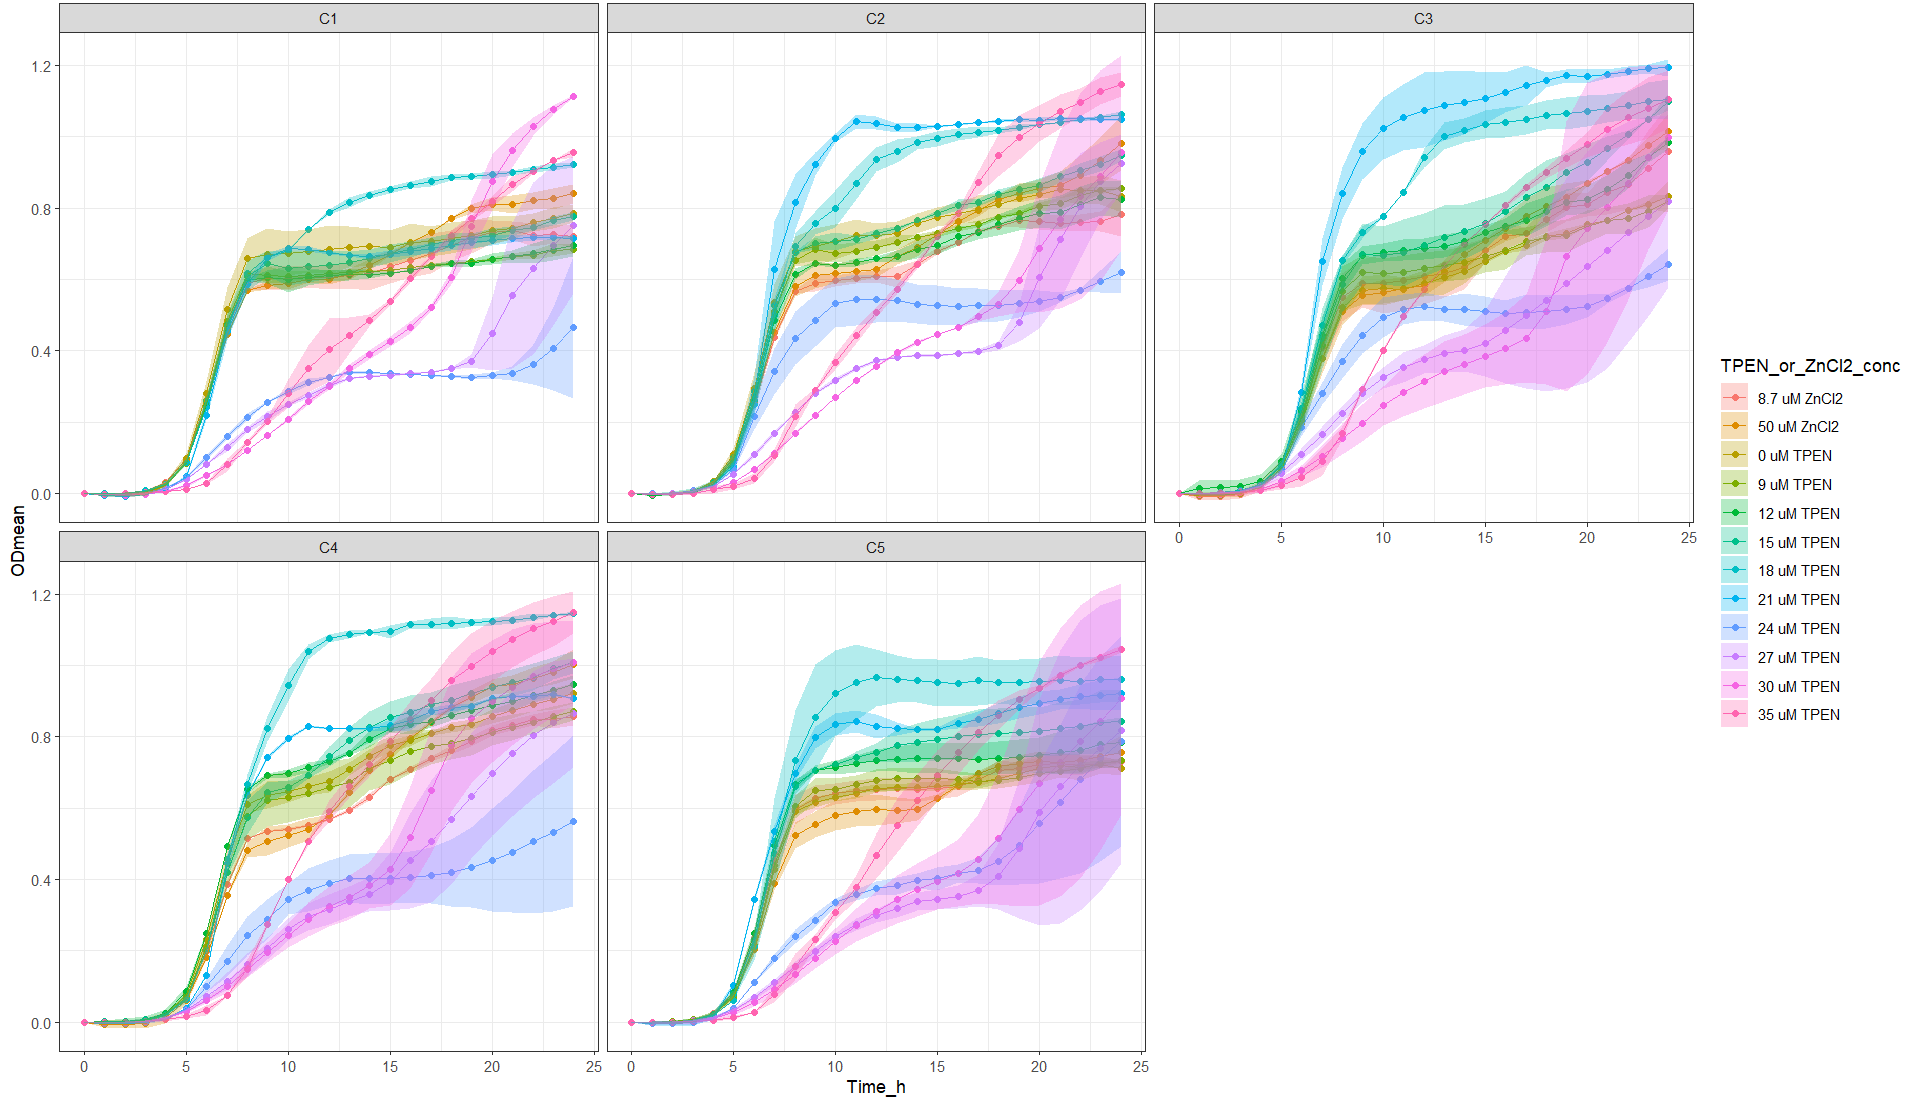 C1 C2 C3
1.2
0.8
0.4
0.0
0 5 10 15 20 25
C4 C5
1.2
0.8
0.4
0.0
0 5 10 15 20 25 0 5 10 15 20 25
ODmean
Time_h
TPEN_or_ZnCl2_conc
8.7 uM ZnCl2
50 uM ZnCl2
0 uM TPEN
9 uM TPEN
12 uM TPEN
15 uM TPEN
18 uM TPEN
21 uM TPEN
24 uM TPEN
27 uM TPEN
30 uM TPEN
35 uM TPEN